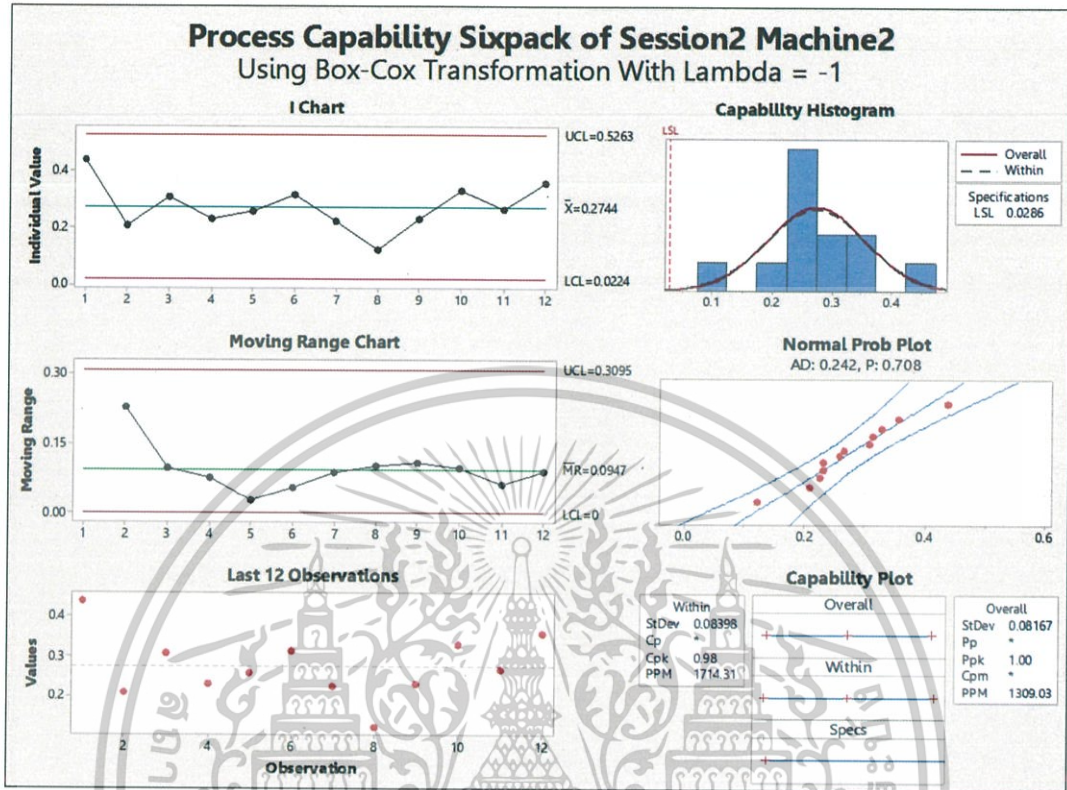 Process Capability Sixpack of Session2 Machine2
Using Box-Cox Transformation With Lambda = -1
I Chart
Individual Value
0.4
0.2
0.0
1 2 3 4 5 6 7 8 9 10 11 12
UCL=0.5263
X̄=0.2744
LCL=0.0224
Capability Histogram
LSL
0.1 0.2 0.3 0.4
Overall
Within
Specifications
LSL 0.0286
Moving Range Chart
Moving Range
0.30
0.15
0.00
1 2 3 4 5 6 7 8 9 10 11 12
UCL=0.3095
M̄R̄=0.0947
LCL=0
Normal Prob Plot
AD: 0.242, P: 0.708
0.0 0.2 0.4 0.6
Last 12 Observations
Values
0.4
0.3
0.2
2 4 6 8 10 12
Observation
Capability Plot
Within
StDev 0.08398
Cp *
Cpk 0.98
PPM 1714.31
Overall
Within
Specs
Overall
StDev 0.08167
Pp *
Ppk 1.00
Cpm *
PPM 1309.03